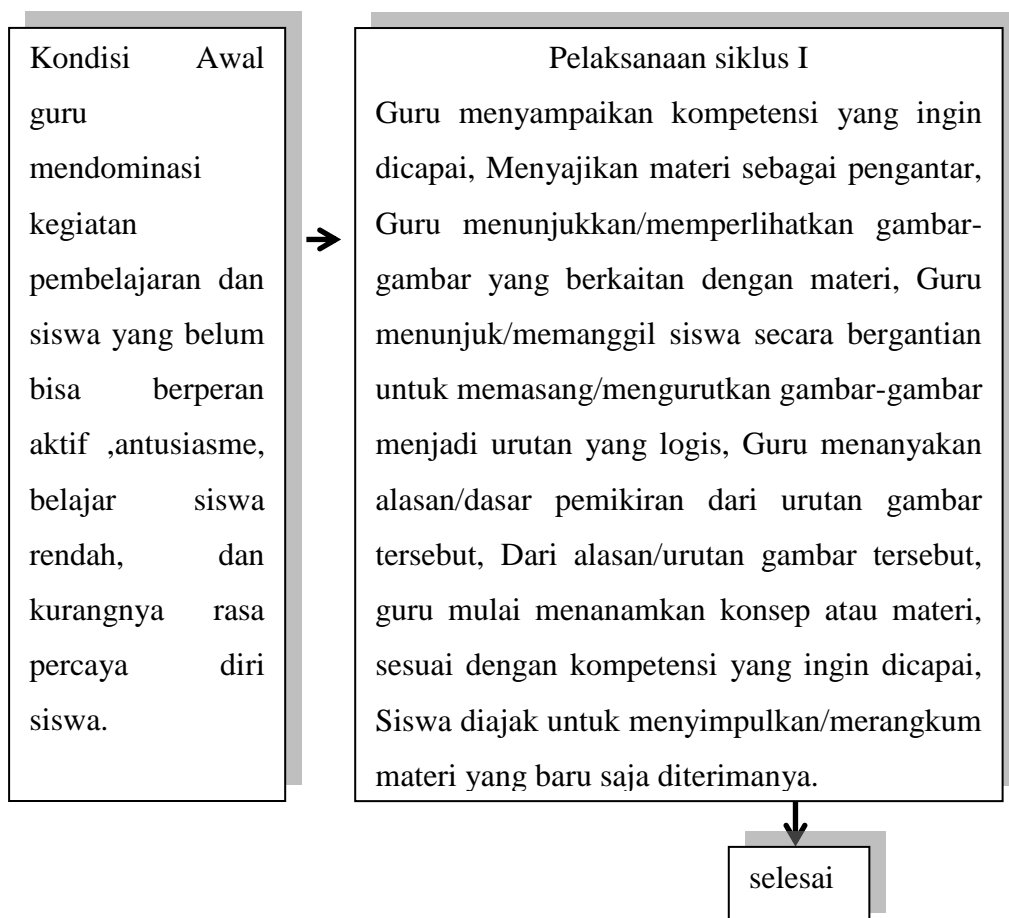 Kondisi Awal
guru
mendominasi
kegiatan
pembelajaran dan
siswa yang belum
bisa berperan
aktif ,antusiasme,
belajar siswa
rendah, dan
kurangnya rasa
percaya diri
siswa.
Pelaksanaan siklus I
Guru menyampaikan kompetensi yang ingin
dicapai, Menyajikan materi sebagai pengantar,
Guru menunjukkan/memperlihatkan gambar-
gambar yang berkaitan dengan materi, Guru
menunjuk/memanggil siswa secara bergantian
untuk memasang/mengurutkan gambar-gambar
menjadi urutan yang logis, Guru menanyakan
alasan/dasar pemikiran dari urutan gambar
tersebut, Dari alasan/urutan gambar tersebut,
guru mulai menanamkan konsep atau materi,
sesuai dengan kompetensi yang ingin dicapai,
Siswa diajak untuk menyimpulkan/merangkum
materi yang baru saja diterimanya.
selesai